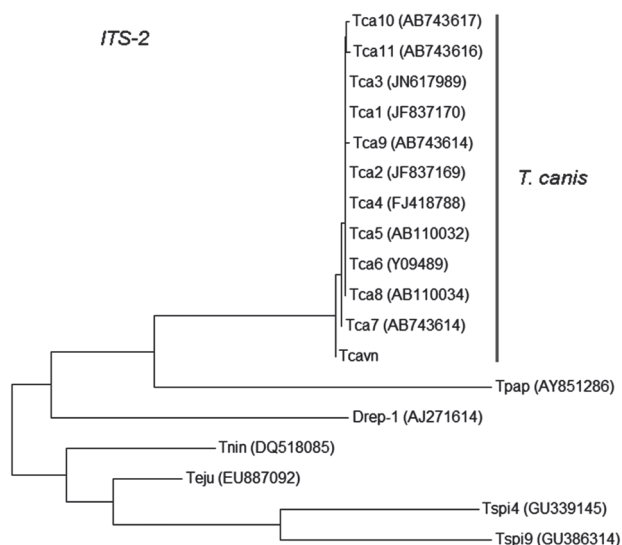 ITS-2
Tca10 (AB743617)
Tca11 (AB743616)
Tca3 (JN617989)
Tca1 (JF837170)
Tca9 (AB743614)
Tca2 (JF837169)
Tca4 (FJ418788)
Tca5 (AB110032)
Tca6 (Y09489)
Tca8 (AB110034)
Tca7 (AB743614)
Tcavn
T. canis
Tpap (AY851286)
Drep-1 (AJ271614)
Tnin (DQ518085)
Teju (EU887092)
Tspi4 (GU339145)
Tspi9 (GU386314)